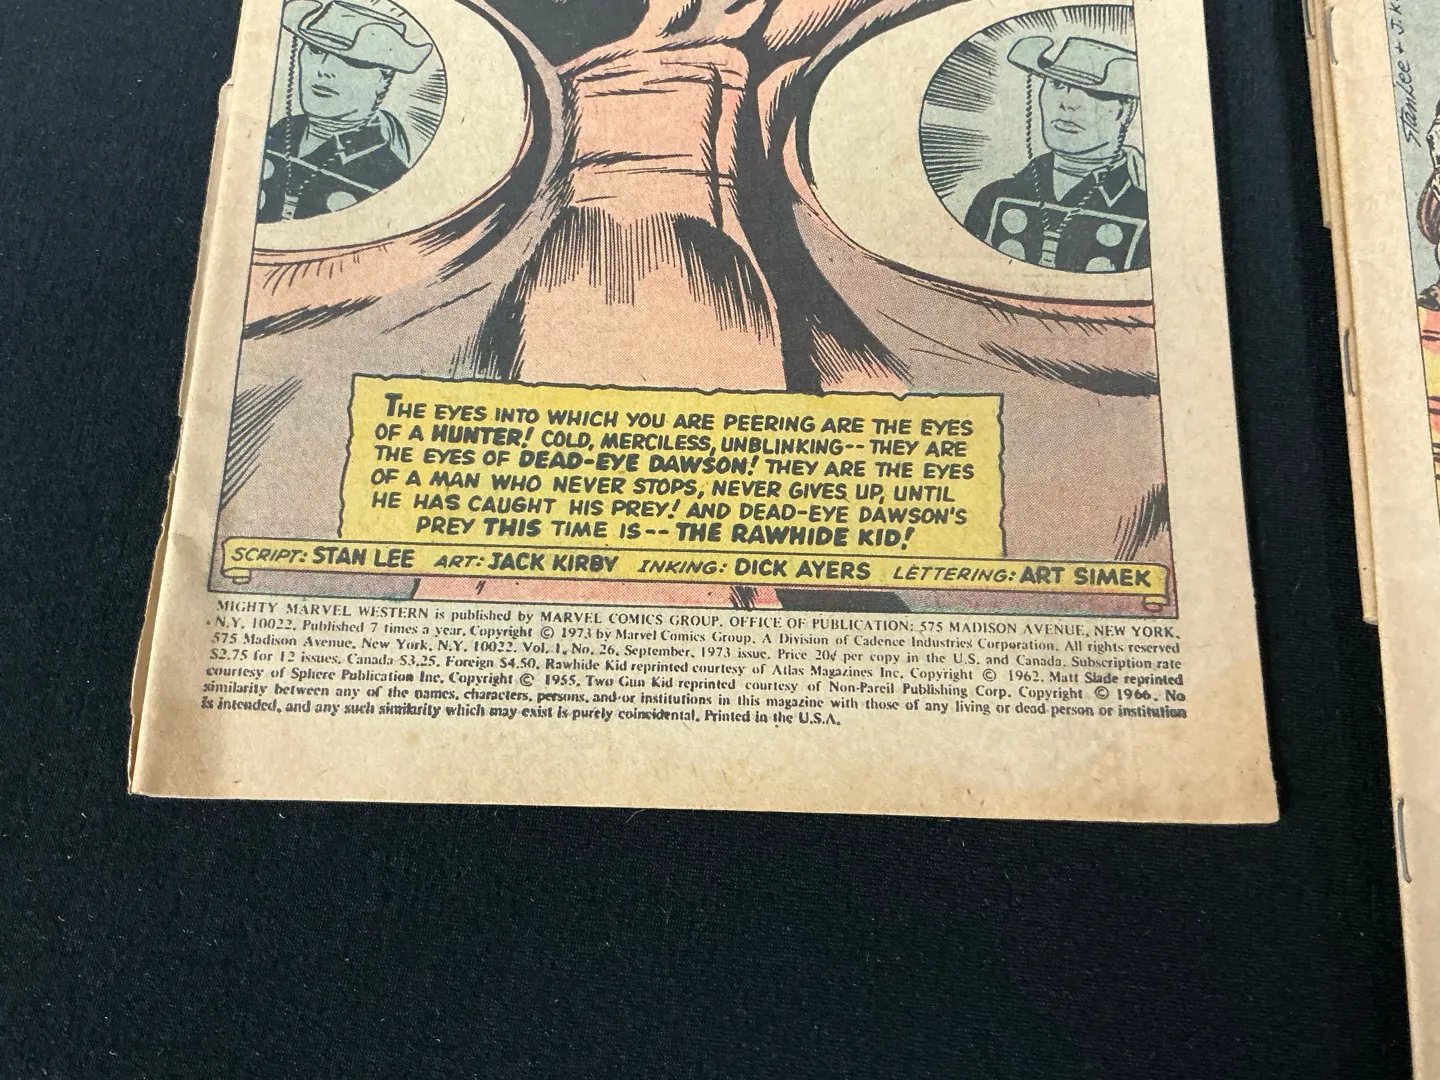 THE EYES INTO WHICH YOU ARE PEERING ARE THE EYES
OF A HUNTER! COLD, MERCILESS, UNBLINKING-- THEY ARE
THE EYES OF DEAD-EYE DAWSON! THEY ARE THE EYES
OF A MAN WHO NEVER STOPS, NEVER GIVES UP, UNTIL
HE HAS CAUGHT HIS PREY! AND DEAD-EYE DAWSON'S
PREY THIS TIME IS-- THE RAWHIDE KID!
SCRIPT: STAN LEE ART: JACK KIRBY INKING: DICK AYERS LETTERING: ART SIMEK
MIGHTY MARVEL WESTERN is published by MARVEL COMICS GROUP. OFFICE OF PUBLICATION: 575 MADISON AVENUE, NEW YORK,
N.Y. 10022. Published 7 times a year. Copyright © 1973 by Marvel Comics Group. A Division of Cadence Industries Corporation. All rights reserved
575 Madison Avenue, New York, N.Y. 10022. Vol. 1, No. 26, September, 1973 issue. Price 20¢ per copy in the U.S. and Canada. Subscription rate
$2.75 for 12 issues. Canada $3.25. Foreign $4.50. Rawhide Kid reprinted courtesy of Atlas Magazines Inc. Copyright © 1962. Matt Slade reprinted
courtesy of Sphere Publication Inc. Copyright © 1955. Two Gun Kid reprinted courtesy of Non-Pareil Publishing Corp. Copyright © 1966. No
similarity between any of the names, characters, persons, and/or institutions in this magazine with those of any living or dead person or institution
is intended, and any such similarity which may exist is purely coincidental. Printed in the U.S.A.
Stan Lee + J. K